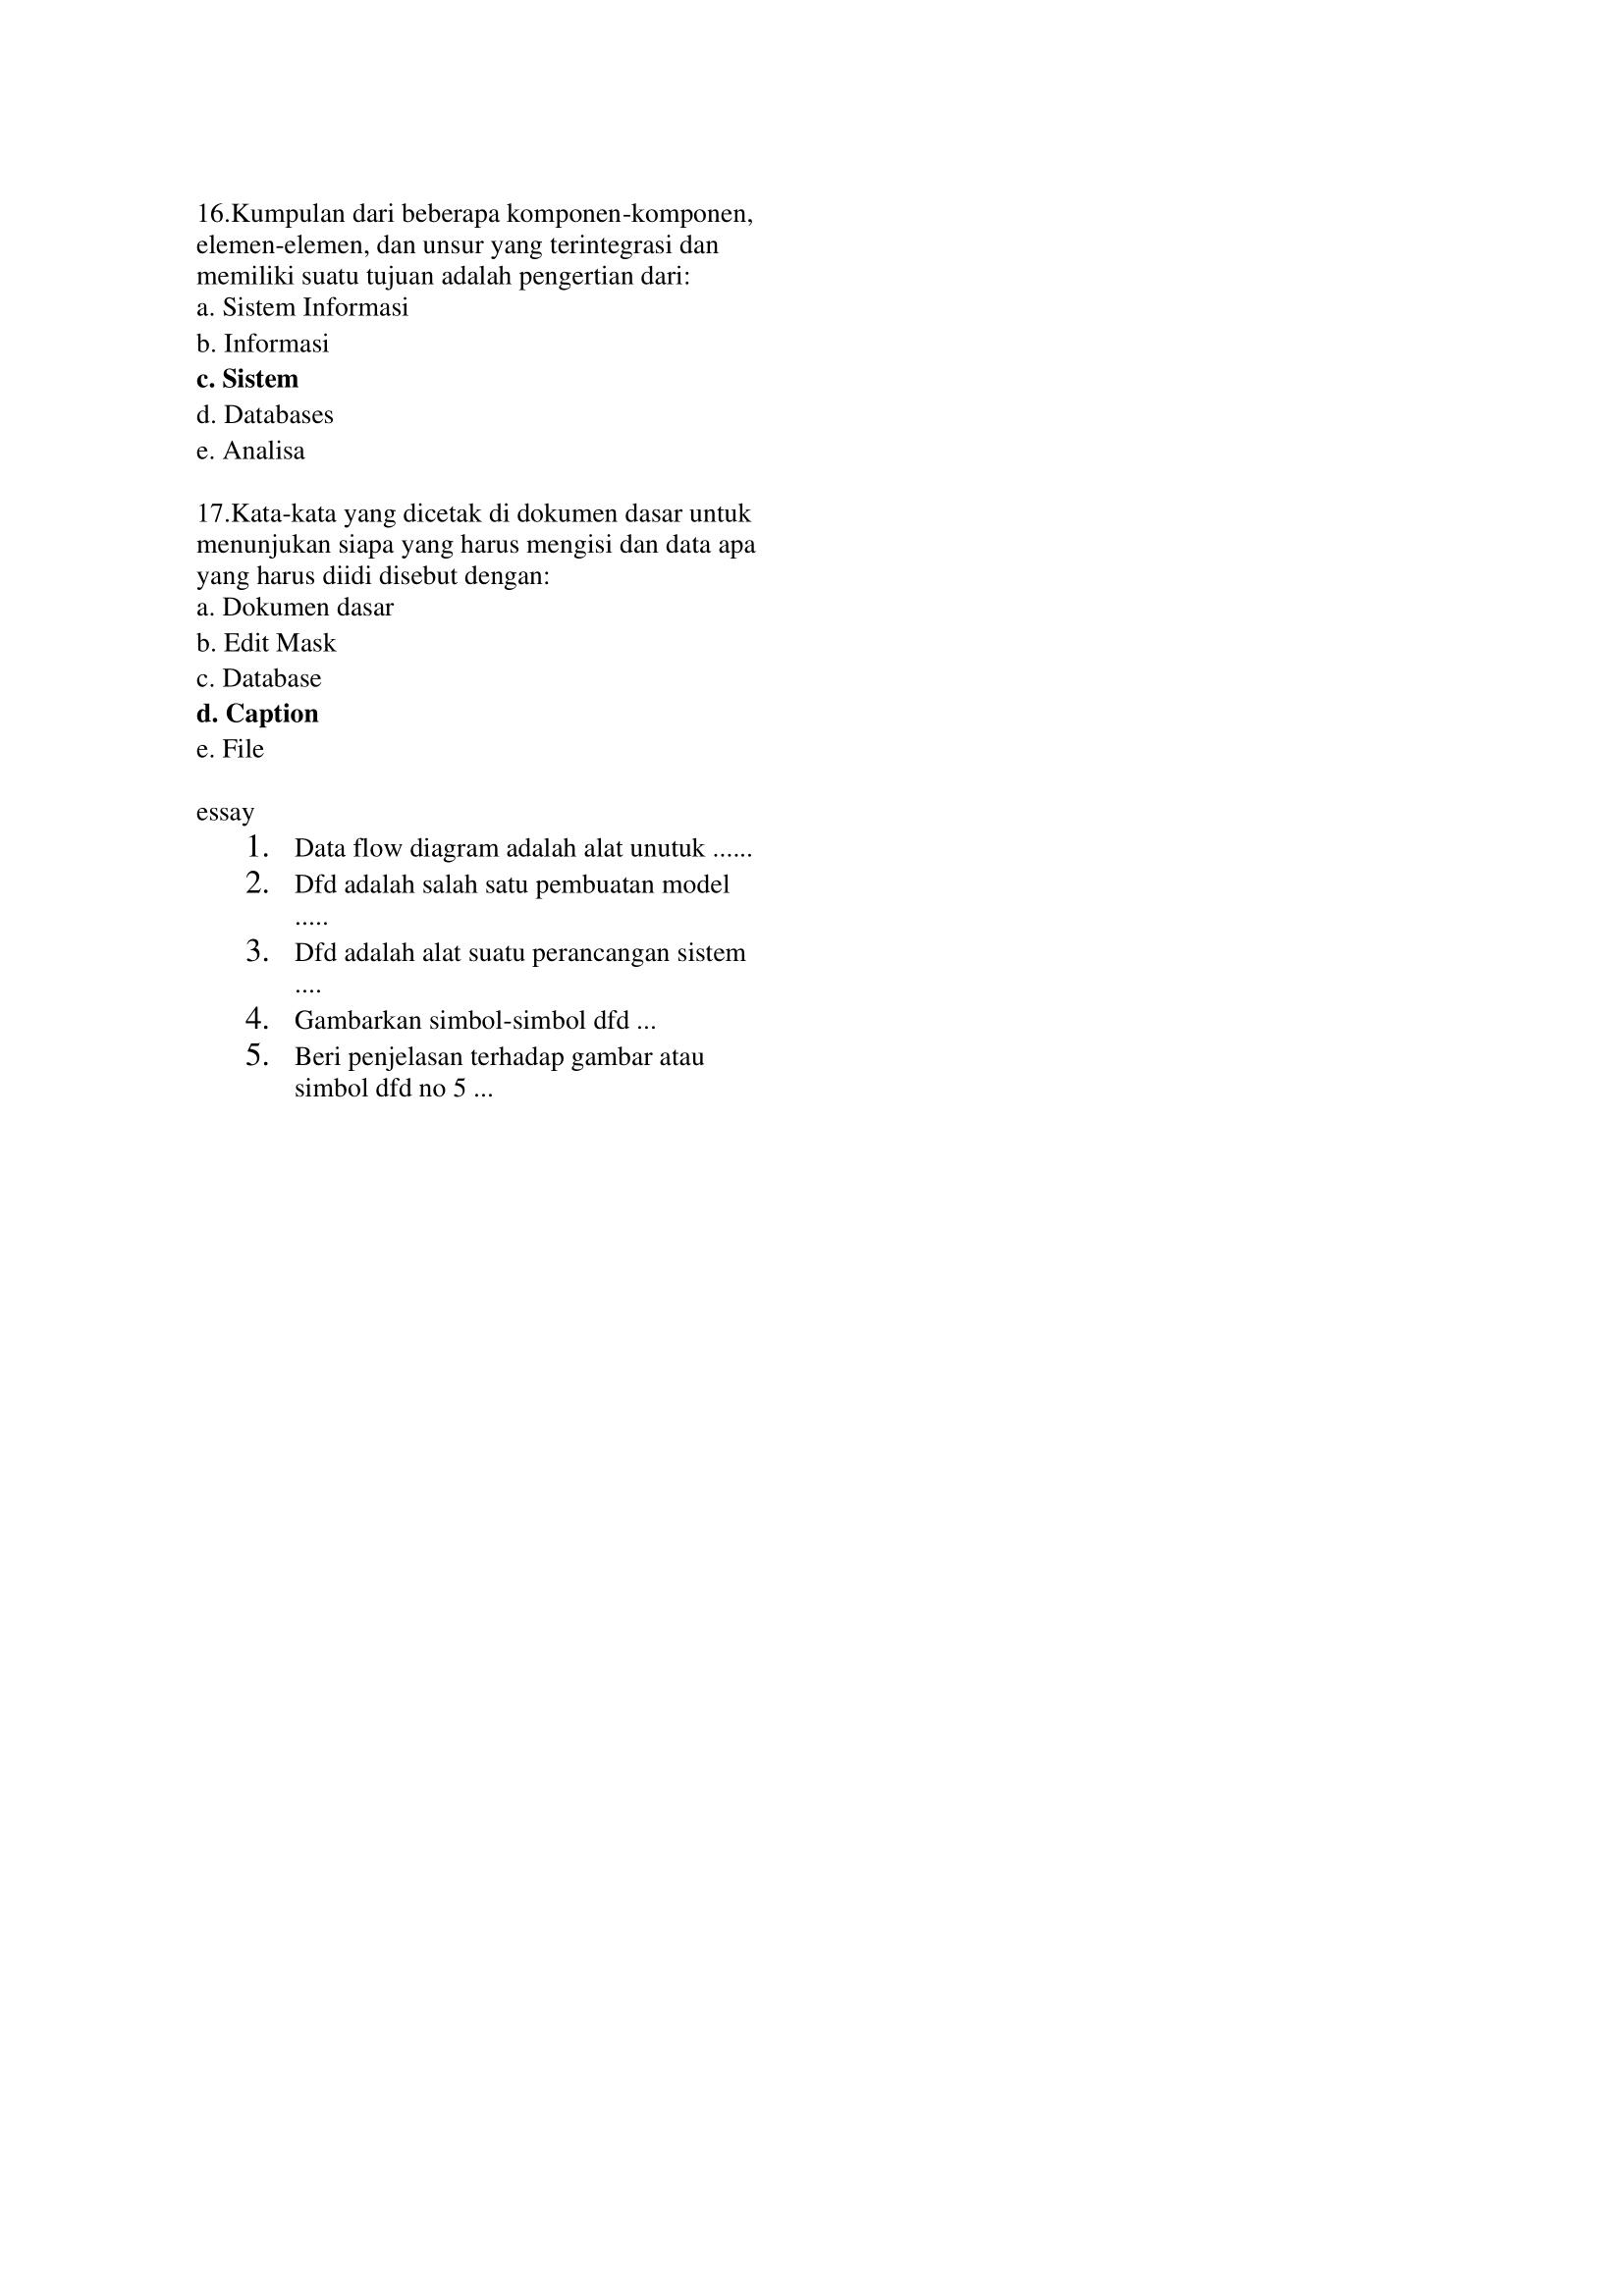 16.Kumpulan dari beberapa komponen-komponen,
elemen-elemen, dan unsur yang terintegrasi dan
memiliki suatu tujuan adalah pengertian dari:
a. Sistem Informasi
b. Informasi
c. Sistem
d. Databases
e. Analisa
17.Kata-kata yang dicetak di dokumen dasar untuk
menunjukan siapa yang harus mengisi dan data apa
yang harus diidi disebut dengan:
a. Dokumen dasar
b. Edit Mask
c. Database
d. Caption
e. File
essay
1. Data flow diagram adalah alat unutuk ......
2. Dfd adalah salah satu pembuatan model
.....
3. Dfd adalah alat suatu perancangan sistem
....
4. Gambarkan simbol-simbol dfd ...
5. Beri penjelasan terhadap gambar atau
simbol dfd no 5 ...